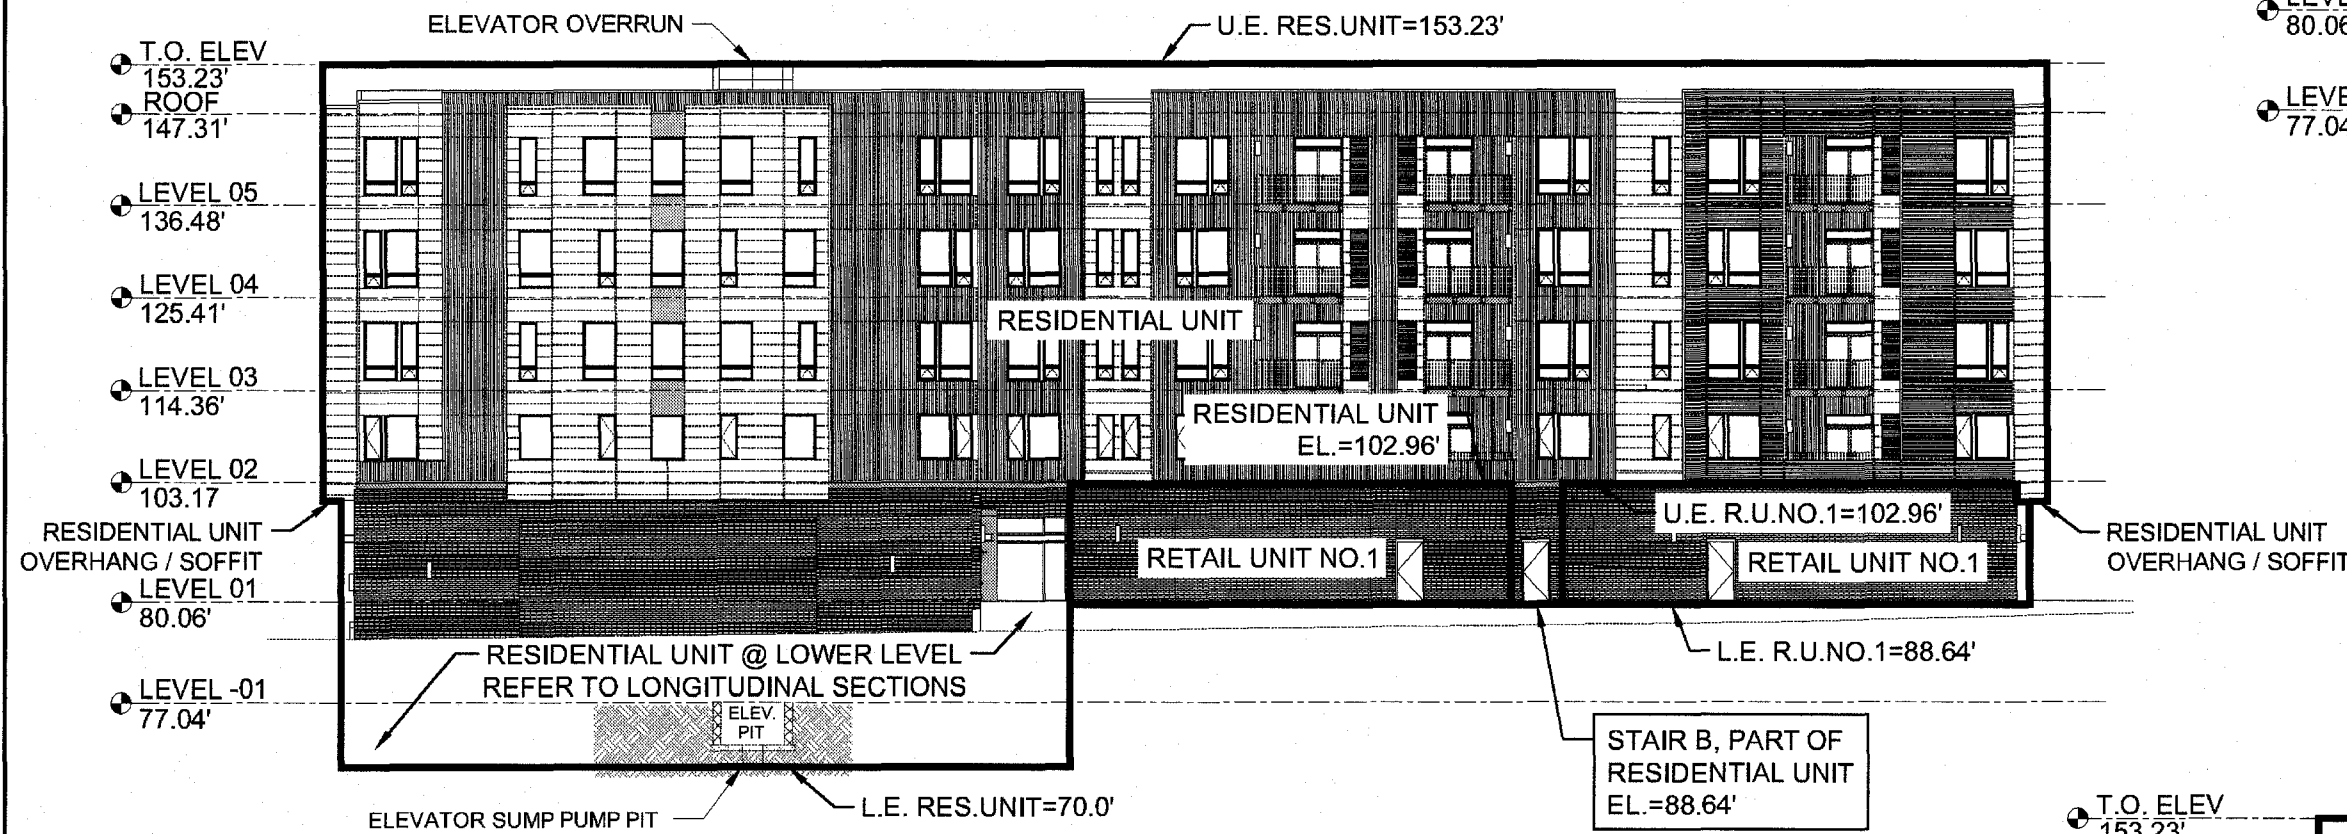 ELEVATOR OVERRUN
U.E. RES.UNIT=153.23'
T.O. ELEV
153.23'
ROOF
147.31'
LEVEL 05
136.48'
LEVEL 04
125.41'
RESIDENTIAL UNIT
LEVEL 03
114.36'
RESIDENTIAL UNIT
EL.=102.96'
LEVEL 02
103.17
RESIDENTIAL UNIT
OVERHANG / SOFFIT
U.E. R.U.NO.1=102.96'
RETAIL UNIT NO.1
RETAIL UNIT NO.1
RESIDENTIAL UNIT
OVERHANG / SOFFIT
LEVEL 01
80.06'
RESIDENTIAL UNIT @ LOWER LEVEL
REFER TO LONGITUDINAL SECTIONS
L.E. R.U.NO.1=88.64'
LEVEL -01
77.04'
ELEV.
PIT
STAIR B, PART OF
RESIDENTIAL UNIT
EL.=88.64'
L.E. RES.UNIT=70.0'
ELEVATOR SUMP PUMP PIT
80.06
77.04
T.O. ELEV
153.23'